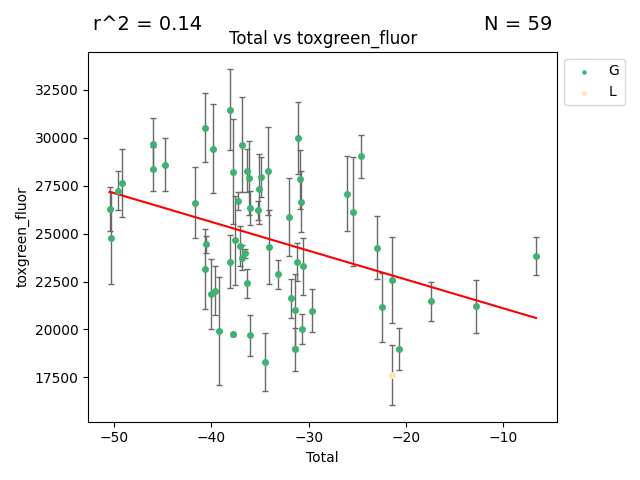 r^2 = 0.14
N = 59
Total vs toxgreen_fluor
G
L
toxgreen_fluor
32500
30000
27500
25000
22500
20000
17500
−50
−40
−30
−20
−10
Total